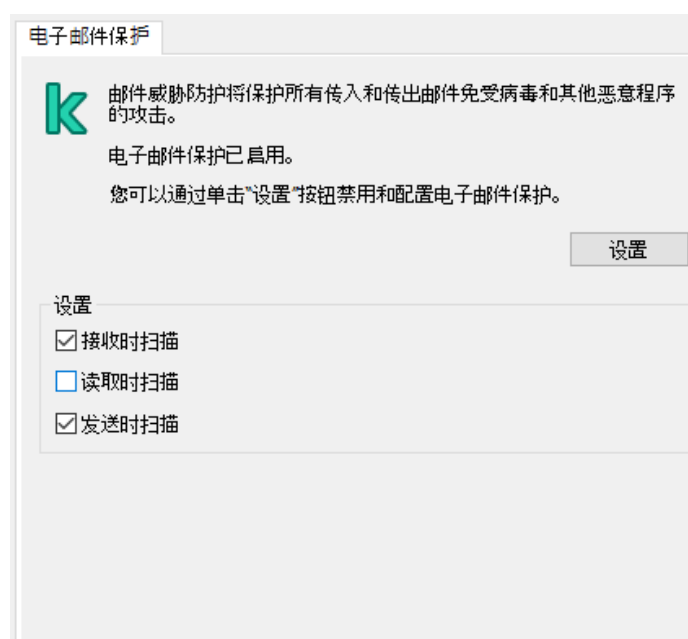 电子邮件保护
邮件威胁防护将保护所有传入和传出邮件免受病毒和其他恶意程序
的攻击。
电子邮件保护已启用。
您可以通过单击"设置"按钮禁用和配置电子邮件保护。
设置
设置
接收时扫描
读取时扫描
发送时扫描